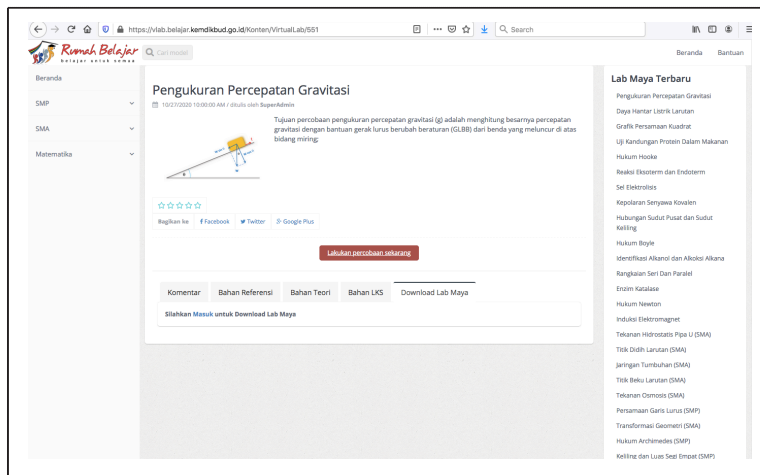 https://vlab.belajar.kemdikbud.go.id/Konten/VirtualLab/551
Search
Rumah Belajar
belajar untuk semua
Cari model
Beranda
Bantuan
Beranda
SMP
SMA
Matematika
Pengukuran Percepatan Gravitasi
10/27/2020 10:00:00 AM / ditulis oleh SuperAdmin
Tujuan percobaan pengukuran percepatan gravitasi (g) adalah menghitung besarnya percepatan
gravitasi dengan bantuan gerak lurus berubah beraturan (GLBB) dari benda yang meluncur di atas
bidang miring;
Bagikan ke
Facebook
Twitter
Google Plus
Lakukan percobaan sekarang
Komentar
Bahan Referensi
Bahan Teori
Bahan LKS
Download Lab Maya
Silahkan Masuk untuk Download Lab Maya
Lab Maya Terbaru
Pengukuran Percepatan Gravitasi
Daya Hantar Listrik Larutan
Grafik Persamaan Kuadrat
Uji Kandungan Protein Dalam Makanan
Hukum Hooke
Reaksi Eksoterm dan Endoterm
Sel Elektrolisis
Kepolaran Senyawa Kovalen
Hubungan Sudut Pusat dan Sudut
Keliling
Hukum Boyle
Identifikasi Alkanol dan Alkoksi Alkana
Rangkaian Seri Dan Paralel
Enzim Katalase
Hukum Newton
Induksi Elektromagnet
Tekanan Hidrostatis Pipa U (SMA)
Titik Didih Larutan (SMA)
Jaringan Tumbuhan (SMA)
Titik Beku Larutan (SMA)
Tekanan Osmosis (SMA)
Persamaan Garis Lurus (SMP)
Transformasi Geometri (SMA)
Hukum Archimedes (SMP)
Keliling dan Luas Segi Empat (SMP)